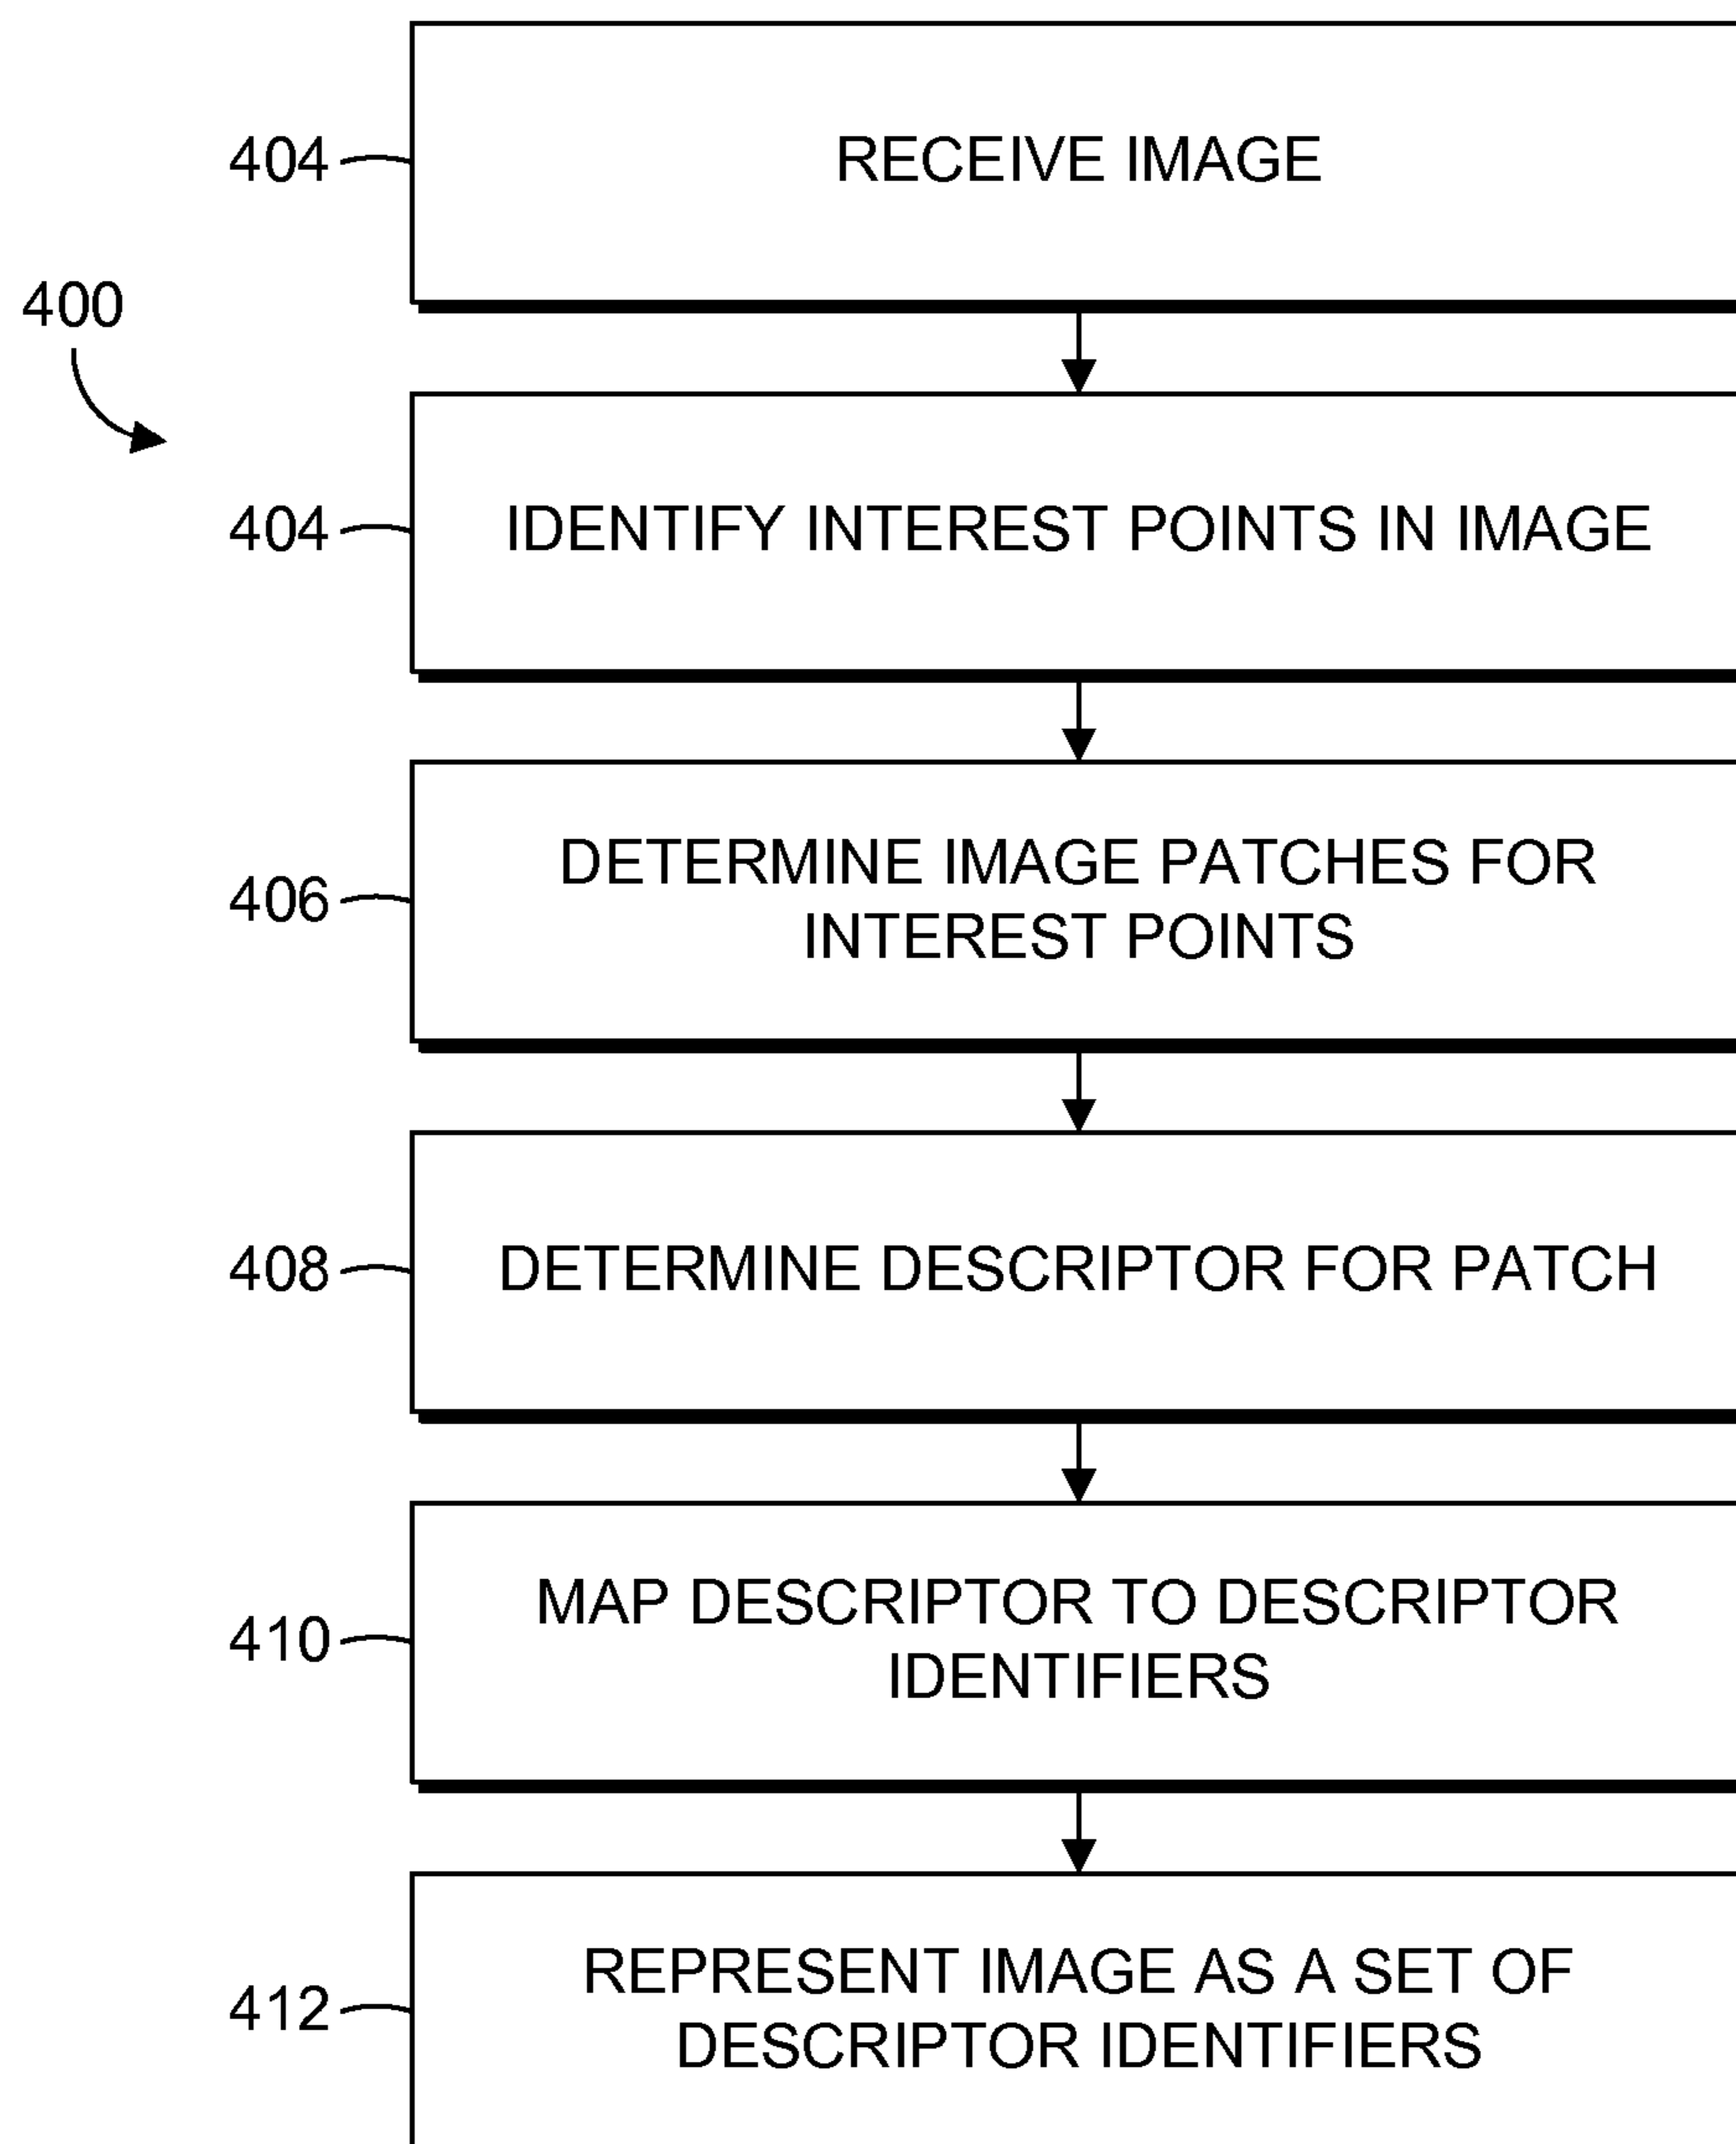 404
RECEIVE IMAGE
400
404
IDENTIFY INTEREST POINTS IN IMAGE
406
DETERMINE IMAGE PATCHES FOR
INTEREST POINTS
408
DETERMINE DESCRIPTOR FOR PATCH
410
MAP DESCRIPTOR TO DESCRIPTOR
IDENTIFIERS
412
REPRESENT IMAGE AS A SET OF
DESCRIPTOR IDENTIFIERS